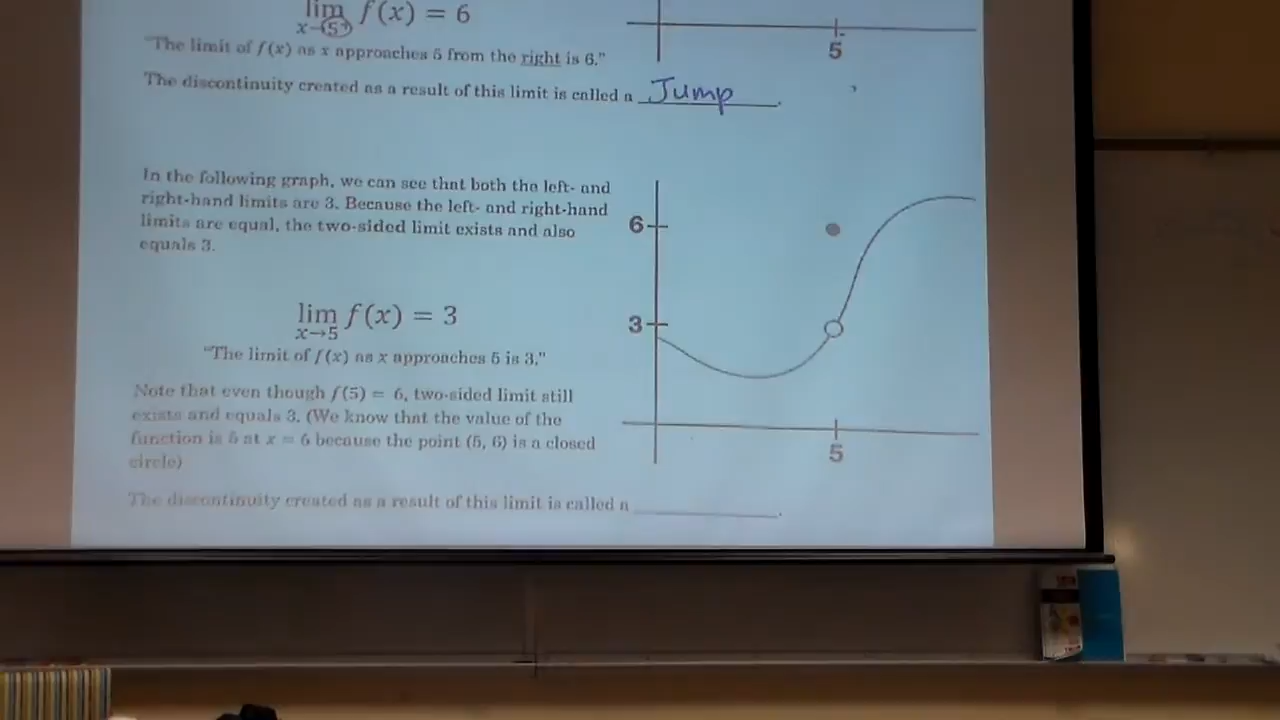 lim f(x) = 6
x→5⁺
"The limit of f(x) as x approaches 5 from the right is 6."
The discontinuity created as a result of this limit is called a Jump.
5
In the following graph, we can see that both the left- and
right-hand limits are 3. Because the left- and right-hand
limits are equal, the two-sided limit exists and also
equals 3.
6
3
5
lim f(x) = 3
x→5
"The limit of f(x) as x approaches 5 is 3."
Note that even though f(5) = 6, two-sided limit still
exists and equals 3. (We know that the value of the
function is 5 at x = 6 because the point (5, 6) is a closed
circle)
The discontinuity created as a result of this limit is called a ____________.